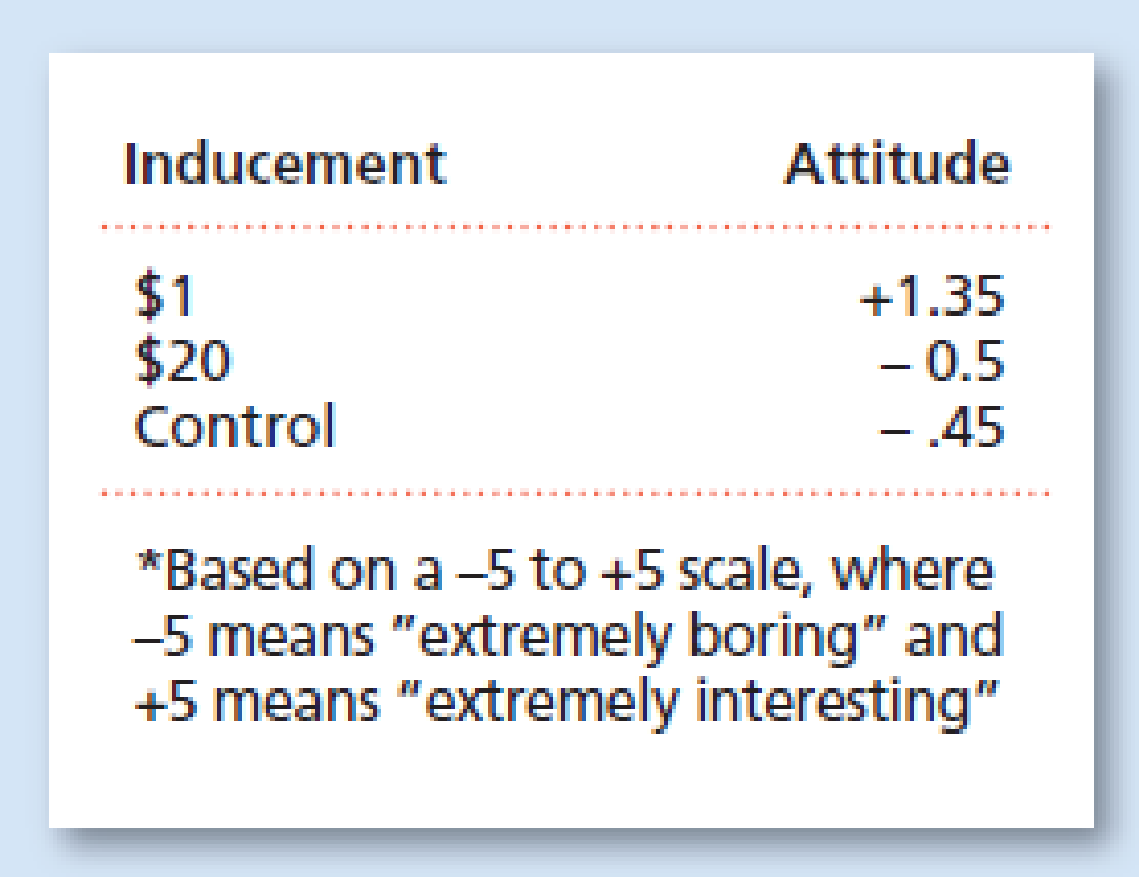 Inducement Attitude
$1 +1.35
$20 – 0.5
Control – .45
*Based on a –5 to +5 scale, where
–5 means ″extremely boring″ and
+5 means ″extremely interesting″